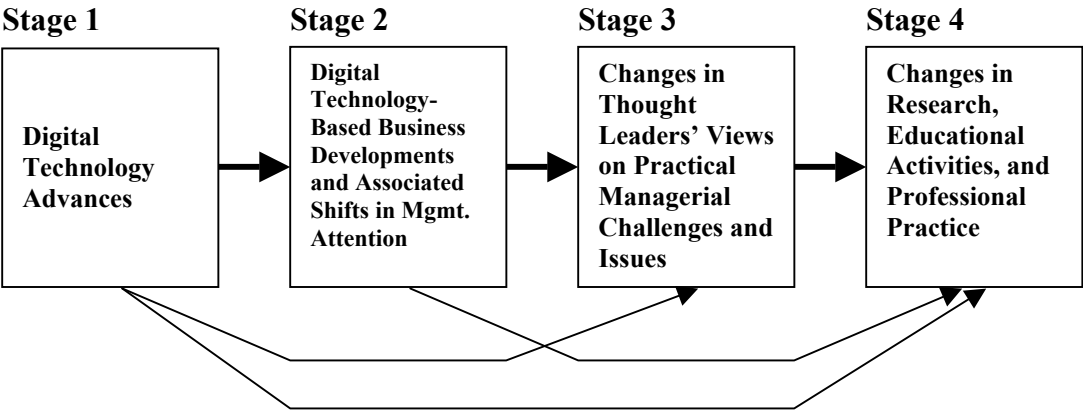 Stage 1
Stage 2
Stage 3
Stage 4
Digital
Technology
Advances
Digital
Technology-
Based Business
Developments
and Associated
Shifts in Mgmt.
Attention
Changes in
Thought
Leaders’ Views
on Practical
Managerial
Challenges and
Issues
Changes in
Research,
Educational
Activities, and
Professional
Practice